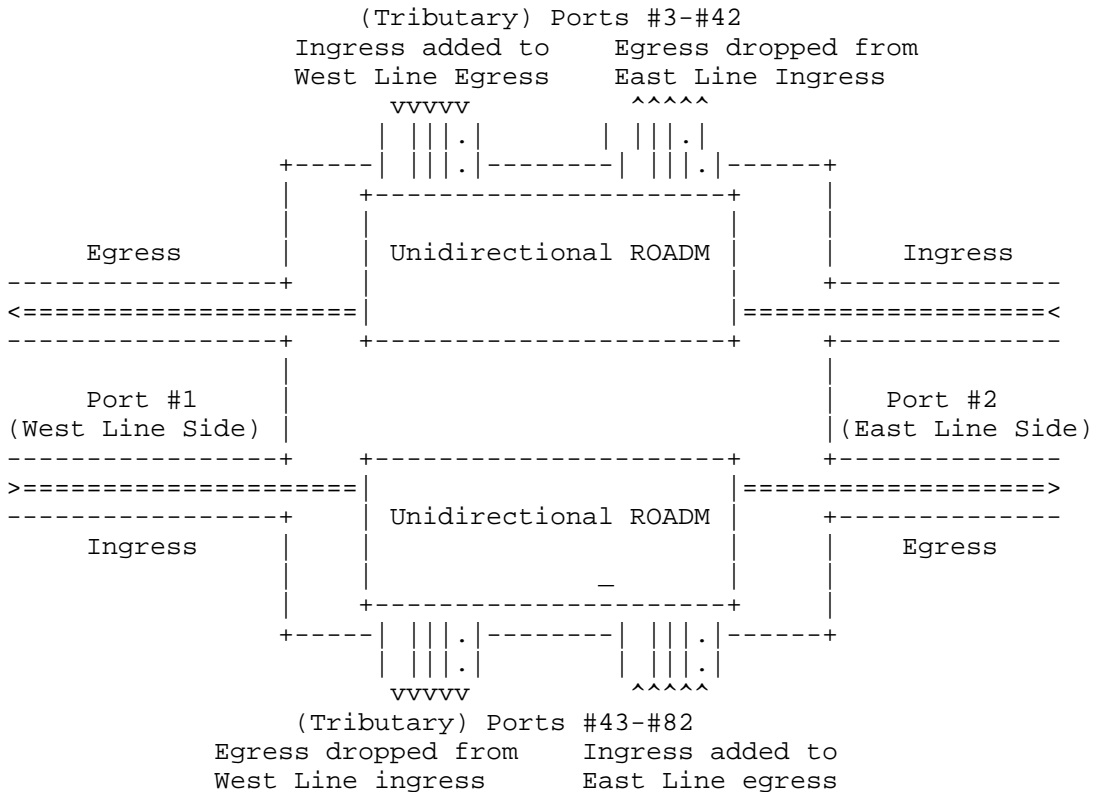 (Tributary) Ports #3-#42
Ingress added to Egress dropped from
West Line Egress East Line Ingress
vvvvv ^^^^^
Egress Unidirectional ROADM Ingress
Port #1 Port #2
(West Line Side) (East Line Side)
Unidirectional ROADM
Ingress Egress
vvvvv ^^^^^
(Tributary) Ports #43-#82
Egress dropped from Ingress added to
West Line ingress East Line egress